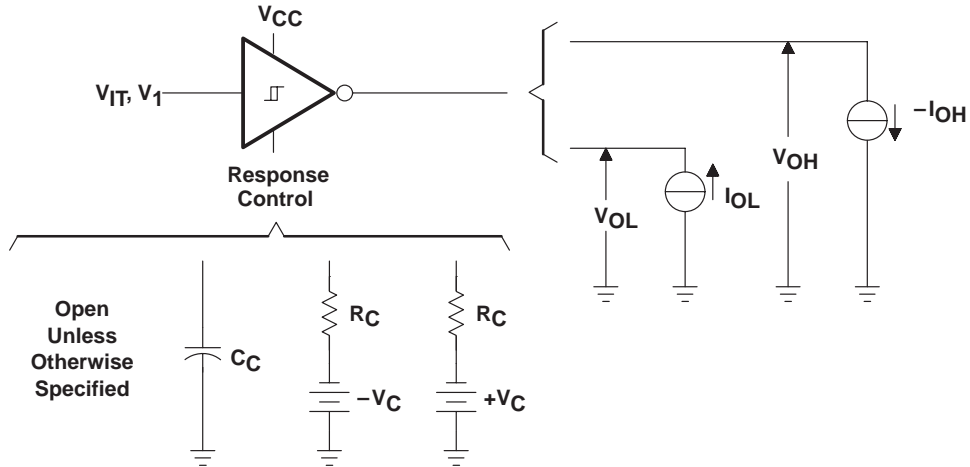 VCC
VIT, V1
Response
Control
–IOH
VOH
IOL
VOL
Open
Unless
Otherwise
Specified
CC
RC
–VC
RC
+VC